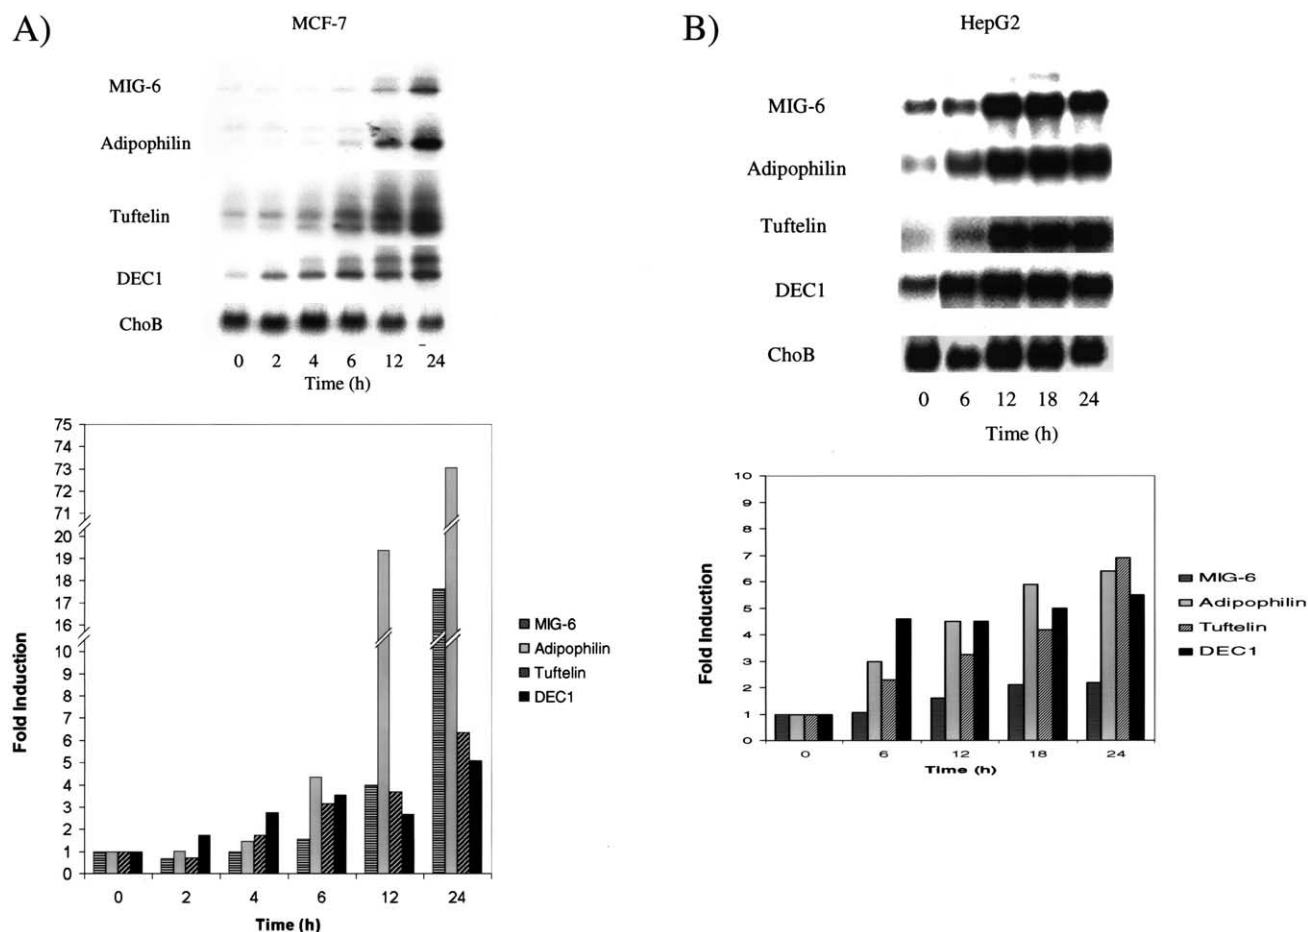 A)
MCF-7
MIG-6
Adipophilin
Tuftelin
DEC1
ChoB
0 2 4 6 12 24
Time (h)
75
74
73
72
71
20
19
18
17
16
10
9
8
7
6
5
4
3
2
1
0
Fold Induction
0 2 4 6 12 24
Time (h)
MIG-6
Adipophilin
Tuftelin
DEC1
B)
HepG2
MIG-6
Adipophilin
Tuftelin
DEC1
ChoB
0 6 12 18 24
Time (h)
10
9
8
7
6
5
4
3
2
1
0
Fold Induction
0 6 12 18 24
Time (h)
MIG-6
Adipophilin
Tuftelin
DEC1